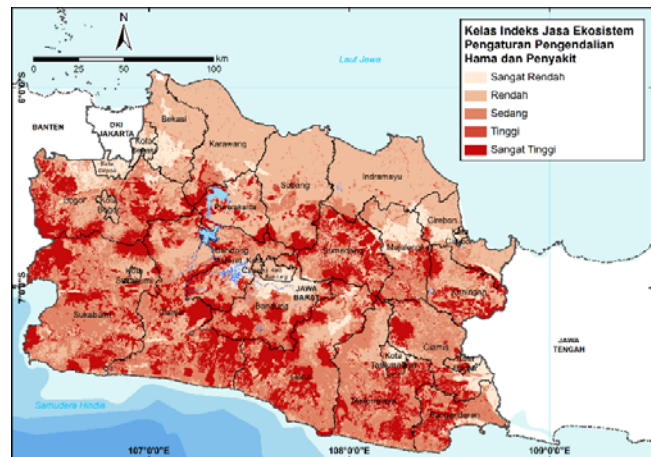 N
0 25 50 100
km
Laut Jawa
Kelas Indeks Jasa Ekosistem
Pengaturan Pengendalian
Hama dan Penyakit
Sangat Rendah
Rendah
Sedang
Tinggi
Sangat Tinggi
6°0'0"S
BANTEN
DKI
JAKARTA
Bekasi
Kota
Karawang
Subang
Indramayu
Bogor
Kota
Bogor
Purwakarta
Cirebon
Majalengka
Sumedang
Kuningan
7°0'0"S
Kota
Sukabumi
Sukabumi
Bandung
JAWA
BARAT
Ciamis
Kota
Tasikmalaya
Tasikmalaya
Pangandaran
JAWA
TENGAH
Samudera Hindia
107°0'0"E
108°0'0"E
109°0'0"E